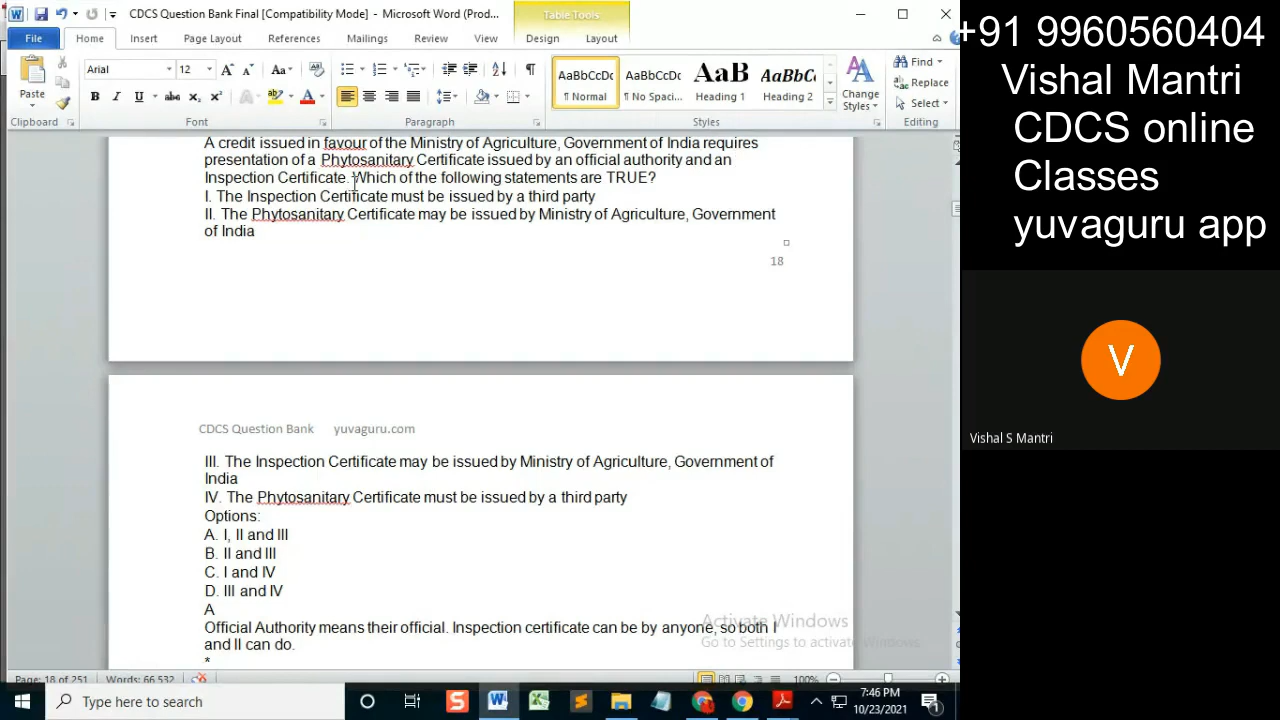 CDCS Question Bank Final [Compatibility Mode] - Microsoft Word (Prod...
Table Tools
File Home Insert Page Layout References Mailings Review View Design Layout
Arial 12 Aa
Paste
B I U abc x₂ x² A ab A
AaBbCcDc AaBbCcDc AaB AaBbC
¶ Normal ¶ No Spaci... Heading 1 Heading 2
Change
Styles
Find
Replace
Select
Clipboard Font Paragraph Styles Editing
A credit issued in favour of the Ministry of Agriculture, Government of India requires
presentation of a Phytosanitary Certificate issued by an official authority and an
Inspection Certificate. Which of the following statements are TRUE?
I. The Inspection Certificate must be issued by a third party
II. The Phytosanitary Certificate may be issued by Ministry of Agriculture, Government
of India
18
CDCS Question Bank yuvaguru.com
III. The Inspection Certificate may be issued by Ministry of Agriculture, Government of
India
IV. The Phytosanitary Certificate must be issued by a third party
Options:
A. I, II and III
B. II and III
C. I and IV
D. III and IV
A
Official Authority means their official. Inspection certificate can be by anyone, so both I
and II can do.
*
Activate Windows
Go to Settings to activate Windows.
Page: 18 of 251 Words: 66,532 100%
Type here to search
7:46 PM
10/23/2021
1
+91 9960560404
Vishal Mantri
CDCS online
Classes
yuvaguru app
V
Vishal S Mantri